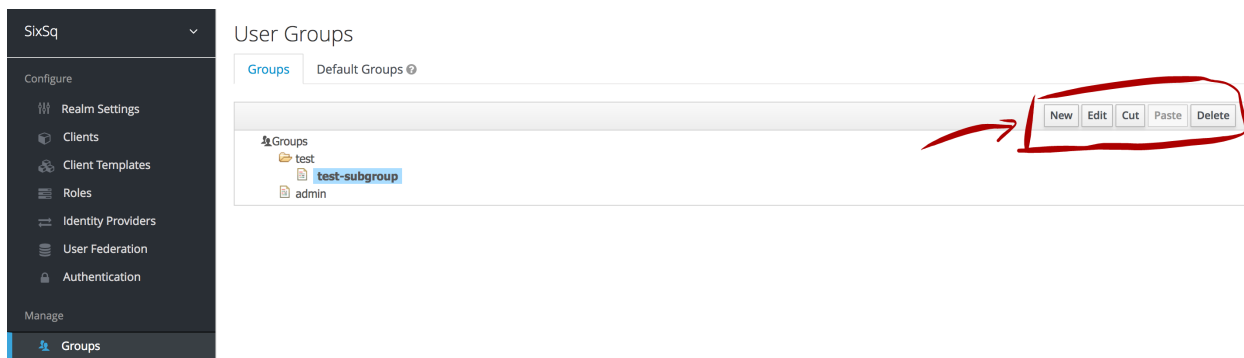 SixSq
Configure
Realm Settings
Clients
Client Templates
Roles
Identity Providers
User Federation
Authentication
Manage
Groups
User Groups
Groups Default Groups
New Edit Cut Paste Delete
Groups
test
test-subgroup
admin